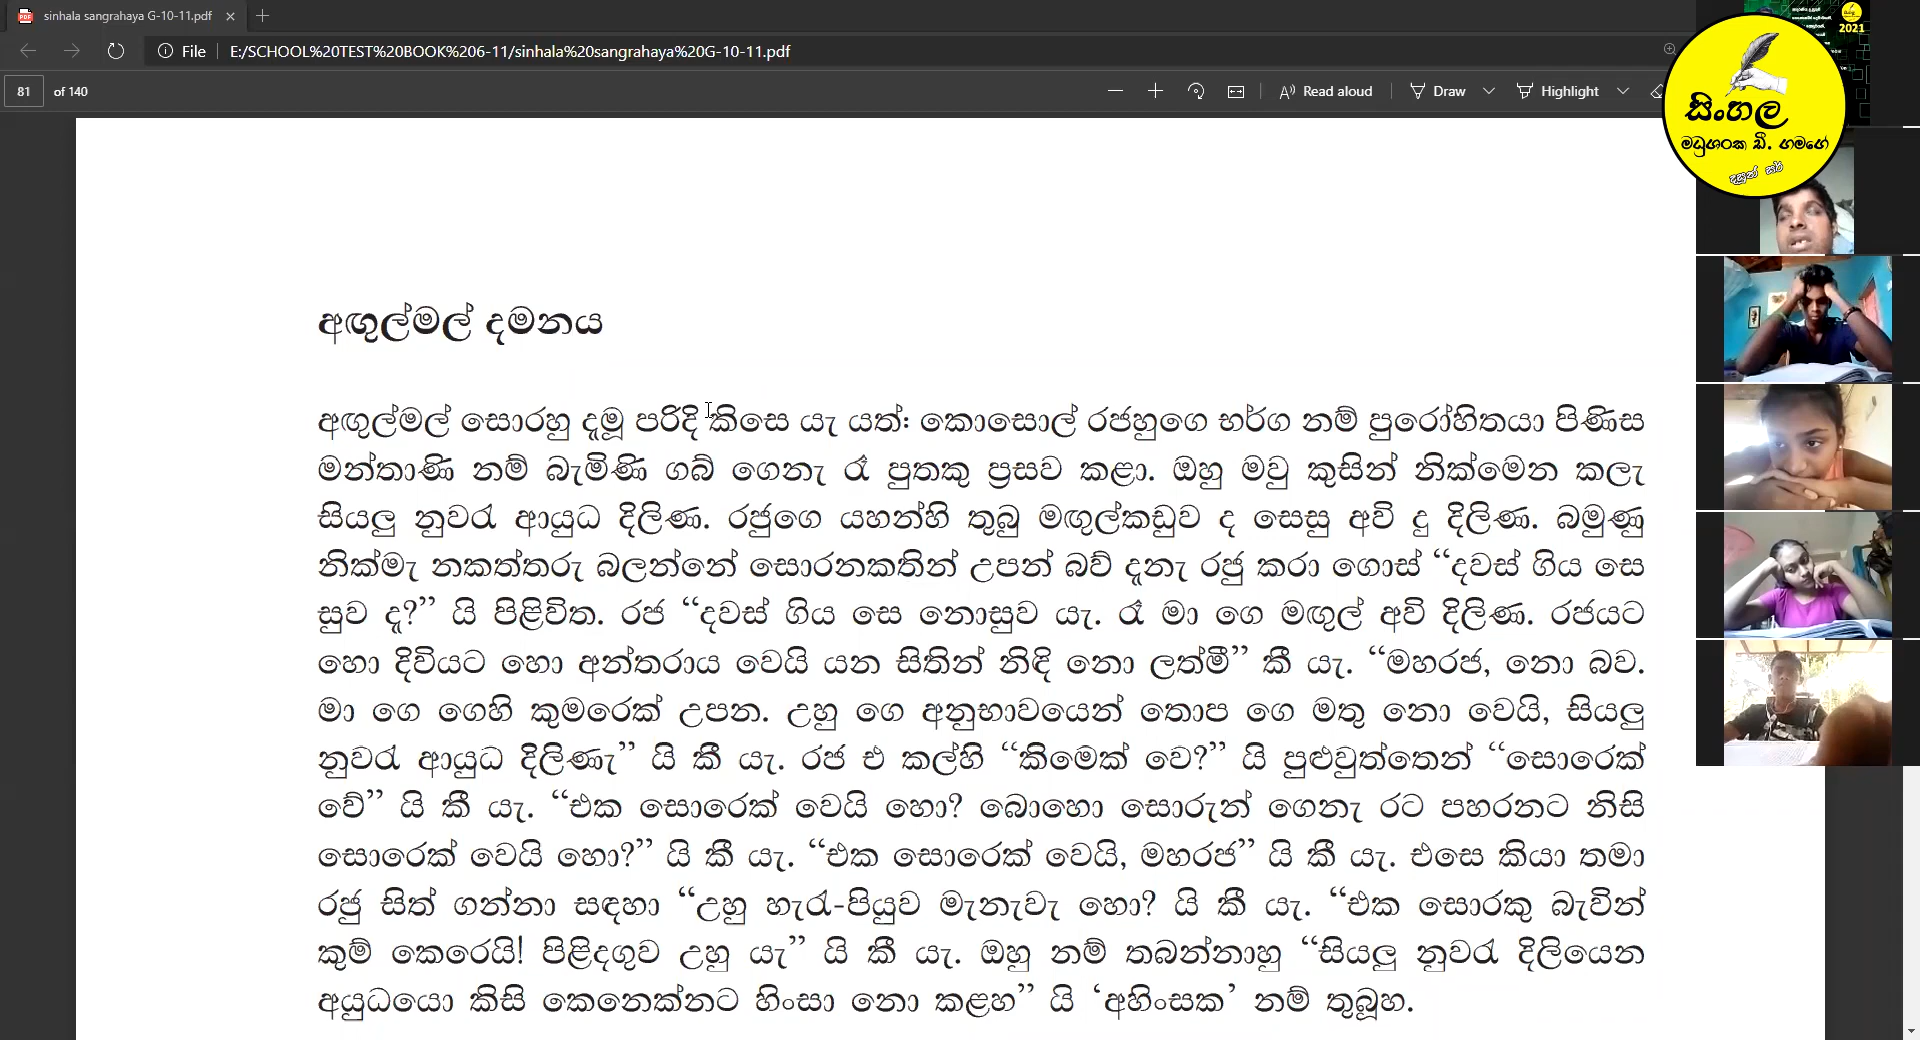 sinhala sangrahaya G-10-11.pdf
File E:/SCHOOL%20TEST%20BOOK%206-11/sinhala%20sangrahaya%20G-10-11.pdf
81 of 140 Read aloud Draw Highlight
2021
සිංහල
මධුශංක ඩී. ගමගේ
අඟුල්මල් දමනය
අඟුල්මල් සොරහු දැමූ පරිදි කිසෙ යැ යත්: කොසොල් රජහුගෙ භර්ග නම් පුරෝහිතයා පිණිස
මන්තාණි නම් බැමිණි ගබ් ගෙනැ රෑ පුතකු ප්‍රසව කළා. ඔහු මවු කුසින් නික්මෙන කලැ
සියලු නුවරැ ආයුධ දිලිණ. රජුගෙ යහන්හි තුබු මඟුල්කඩුව ද සෙසු අවි දු දිලිණ. බමුණු
නික්මැ නකත්තරු බලන්නේ සොරනකතින් උපන් බව් දැනැ රජු කරා ගොස් “දවස් ගිය සෙ
සුව දැ?” යි පිළිවිත. රජ “දවස් ගිය සෙ නොසුව යැ. රෑ මා ගෙ මඟුල් අවි දිලිණ. රජයට
හො දිවියට හො අන්තරාය වෙයි යන සිතින් නිඳි නො ලත්මී” කී යැ. “මහරජ, නො බව.
මා ගෙ ගෙහි කුමරෙක් උපන. උහු ගෙ අනුභාවයෙන් තොප ගෙ මතු නො වෙයි, සියලු
නුවරැ ආයුධ දිලිණැ” යි කී යැ. රජ එ කල්හි “කිමෙක් වෙ?” යි පුළුවුත්තෙන් “සොරෙක්
වේ” යි කී යැ. “එක සොරෙක් වෙයි හො? බොහො සොරුන් ගෙනැ රට පහරනට නිසි
සොරෙක් වෙයි හො?” යි කී යැ. “එක සොරෙක් වෙයි, මහරජ” යි කී යැ. එසෙ කියා තමා
රජු සිත් ගන්නා සඳහා “උහු හැරැ-පියුව මැනැවැ හො? යි කී යැ. “එක සොරකු බැවින්
කුම් කෙරෙයි! පිළිදගුව උහු යැ” යි කී යැ. ඔහු නම් තබන්නාහු “සියලු නුවරැ දිලියෙන
අයුධයො කිසි කෙනෙක්නට හිංසා නො කළහ” යි ‘අහිංසක’ නම් තුබූහ.